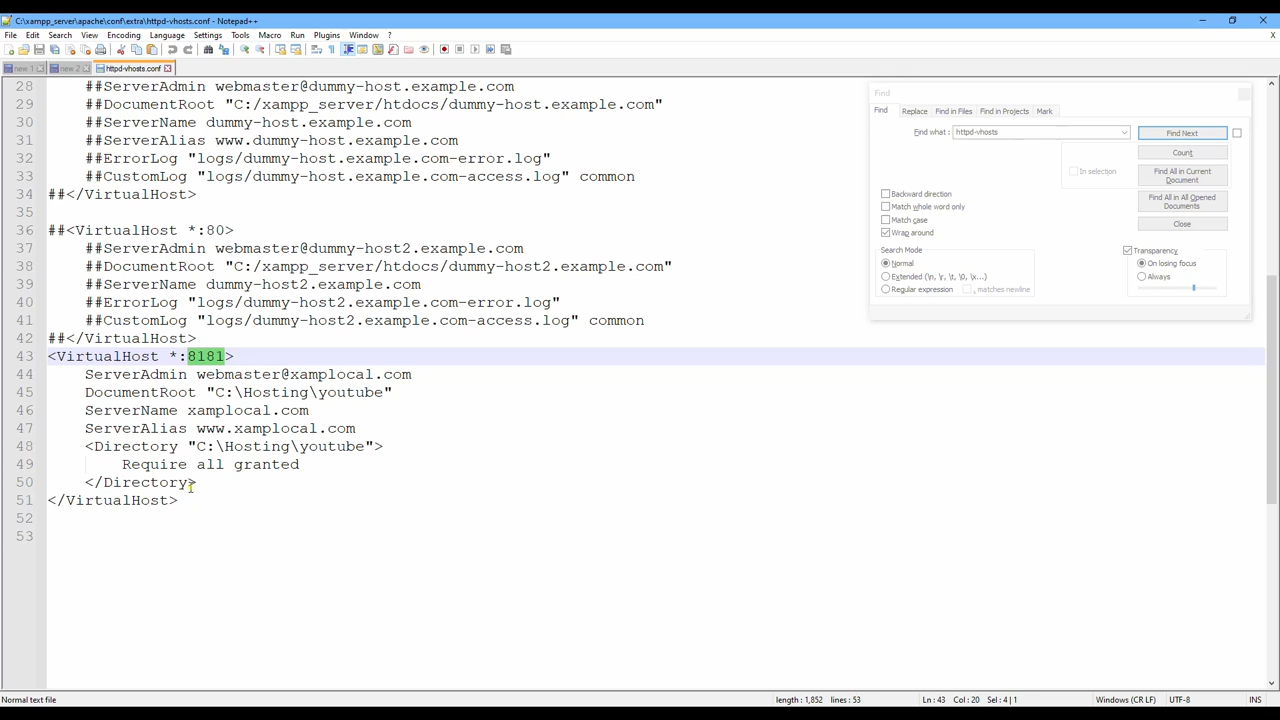 C:\xampp_server\apache\conf\extra\httpd-vhosts.conf - Notepad++
File Edit Search View Encoding Language Settings Tools Macro Run Plugins Window ? X
new 1 new 2 httpd-vhosts.conf
28 ##ServerAdmin webmaster@dummy-host.example.com
29 ##DocumentRoot "C:/xampp_server/htdocs/dummy-host.example.com"
30 ##ServerName dummy-host.example.com
31 ##ServerAlias www.dummy-host.example.com
32 ##ErrorLog "logs/dummy-host.example.com-error.log"
33 ##CustomLog "logs/dummy-host.example.com-access.log" common
34 ##</VirtualHost>
35
36 ##<VirtualHost *:80>
37 ##ServerAdmin webmaster@dummy-host2.example.com
38 ##DocumentRoot "C:/xampp_server/htdocs/dummy-host2.example.com"
39 ##ServerName dummy-host2.example.com
40 ##ErrorLog "logs/dummy-host2.example.com-error.log"
41 ##CustomLog "logs/dummy-host2.example.com-access.log" common
42 ##</VirtualHost>
43 <VirtualHost *:8181>
44 ServerAdmin webmaster@xamplocal.com
45 DocumentRoot "C:\Hosting\youtube"
46 ServerName xamplocal.com
47 ServerAlias www.xamplocal.com
48 <Directory "C:\Hosting\youtube">
49 Require all granted
50 </Directory>
51 </VirtualHost>
52
53
Find
Find Replace Find in Files Find in Projects Mark
Find what : httpd-vhosts Find Next
Count
In selection
Find All in Current
Document
Find All in All Opened
Documents
Close
Backward direction
Match whole word only
Match case
Wrap around
Search Mode
Normal
Extended (\n, \r, \t, \0, \x...)
Regular expression . matches newline
Transparency
On losing focus
Always
Normal text file length : 1,852 lines : 53 Ln : 43 Col : 20 Sel : 4 | 1 Windows (CR LF) UTF-8 INS